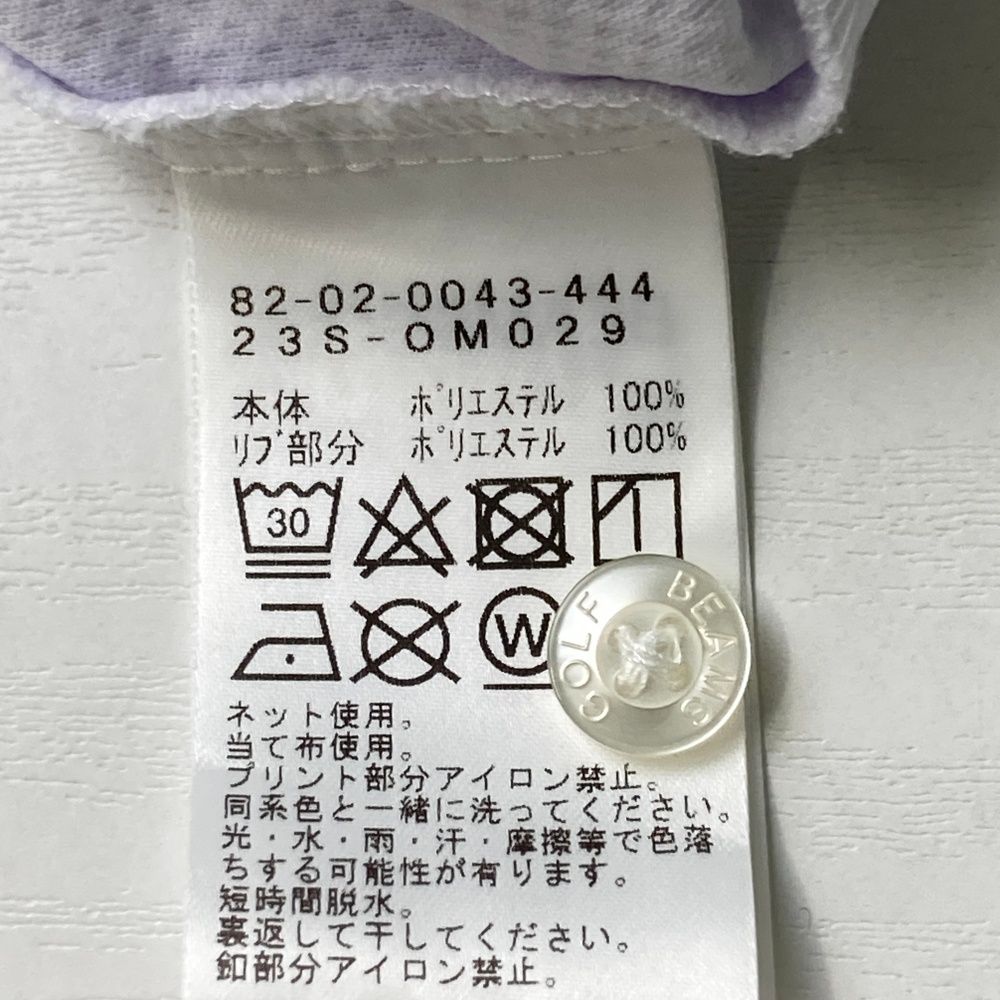 82-02-0043-444
23S-OM029
本体 ポリエステル 100%
リブ部分 ポリエステル 100%
30
W
BEAMS GOLF
ネット使用。
当て布使用。
プリント部分アイロン禁止。
同系色と一緒に洗ってください。
光・水・雨・汗・摩擦等で色落
ちする可能性が有ります。
短時間脱水。
裏返して干してください。
釦部分アイロン禁止。